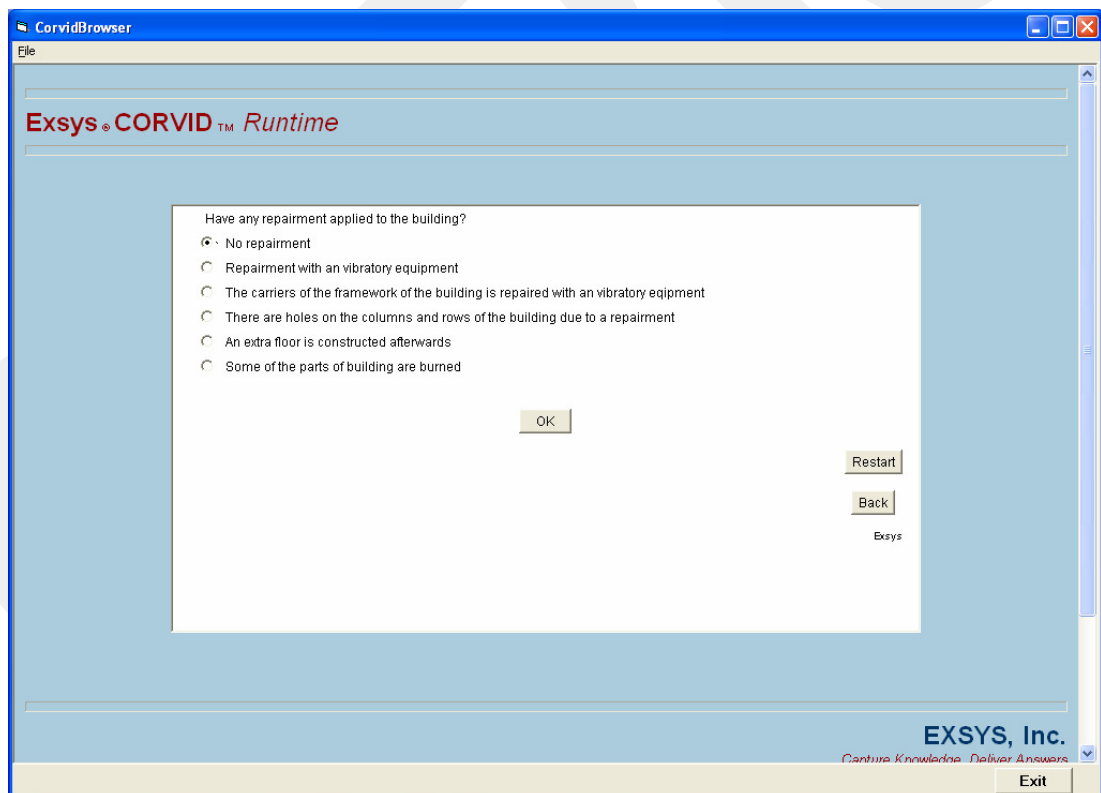 CorvidBrowser
File
Exsys ® CORVID TM Runtime
Have any repairment applied to the building?
No repairment
Repairment with an vibratory equipment
The carriers of the framework of the building is repaired with an vibratory eqipment
There are holes on the columns and rows of the building due to a repairment
An extra floor is constructed afterwards
Some of the parts of building are burned
OK
Restart
Back
Exsys
EXSYS, Inc.
Capture Knowledge Deliver Answers
Exit